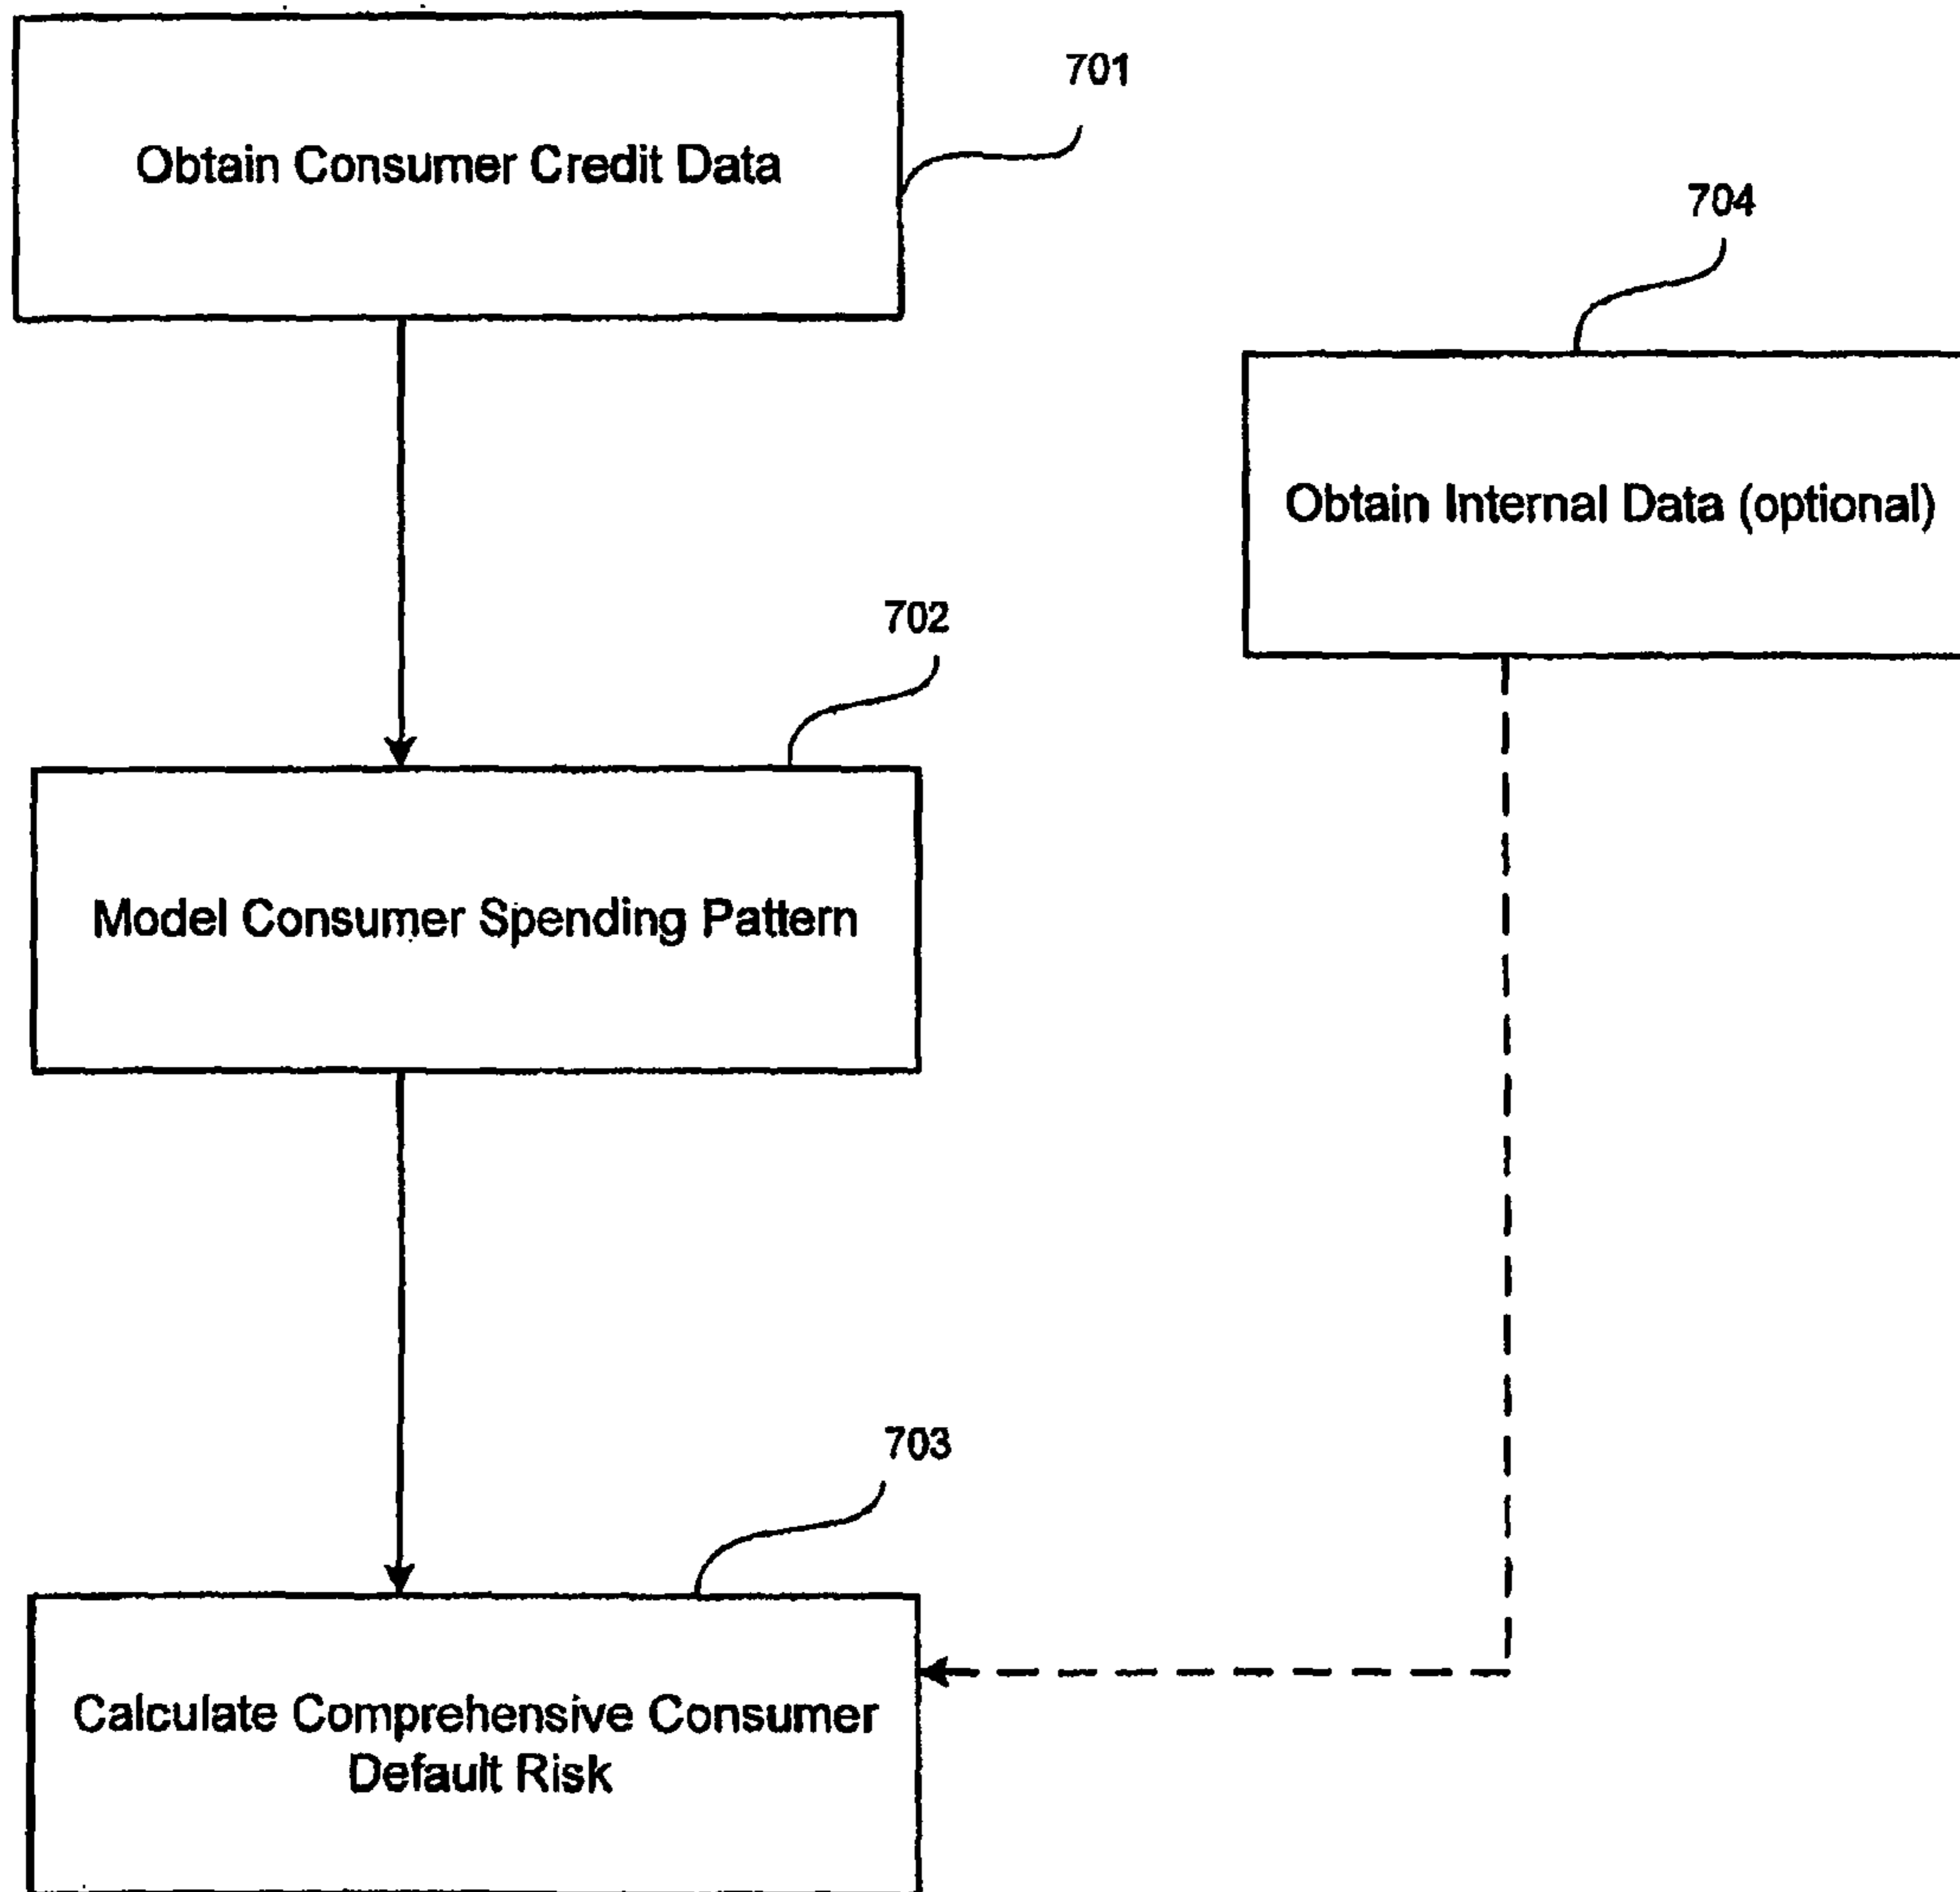 701
Obtain Consumer Credit Data
704
Obtain Internal Data (optional)
702
Model Consumer Spending Pattern
703
Calculate Comprehensive Consumer
Default Risk